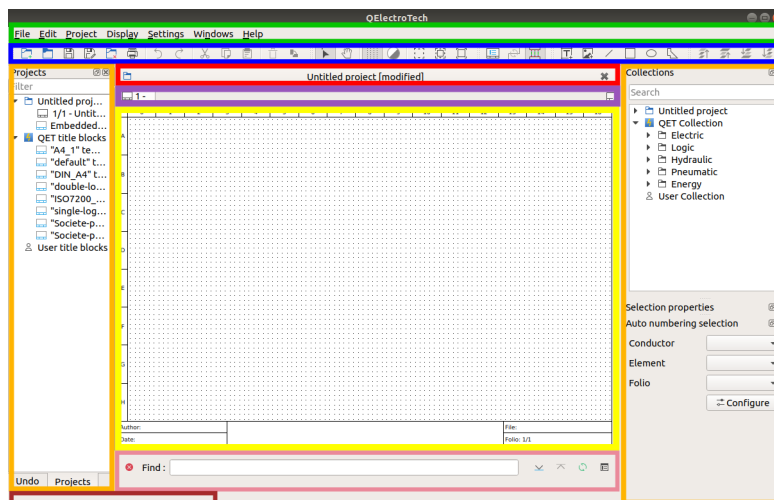 QElectroTech
File Edit Project Display Settings Windows Help
Projects
Untitled project [modified]
Collections
1 -
Search
Untitled proj...
1/1 - Untit...
Embedded...
QET title blocks
"A4_1" te...
"default" t...
"DIN_A4" t...
"double-lo...
"ISO7200_...
"single-log...
"Societe-p...
"Societe-p...
User title blocks
A
B
C
D
E
F
G
H
Author:
Date:
File:
Folio: 1/1
Untitled project
QET Collection
Electric
Logic
Hydraulic
Pneumatic
Energy
User Collection
Selection properties
Auto numbering selection
Conductor
Element
Folio
Configure
Find :
Undo Projects